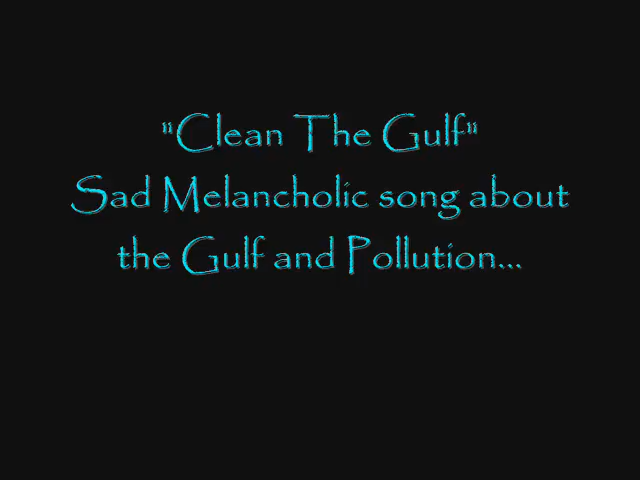 "Clean The Gulf"
Sad Melancholic song about
the Gulf and Pollution...